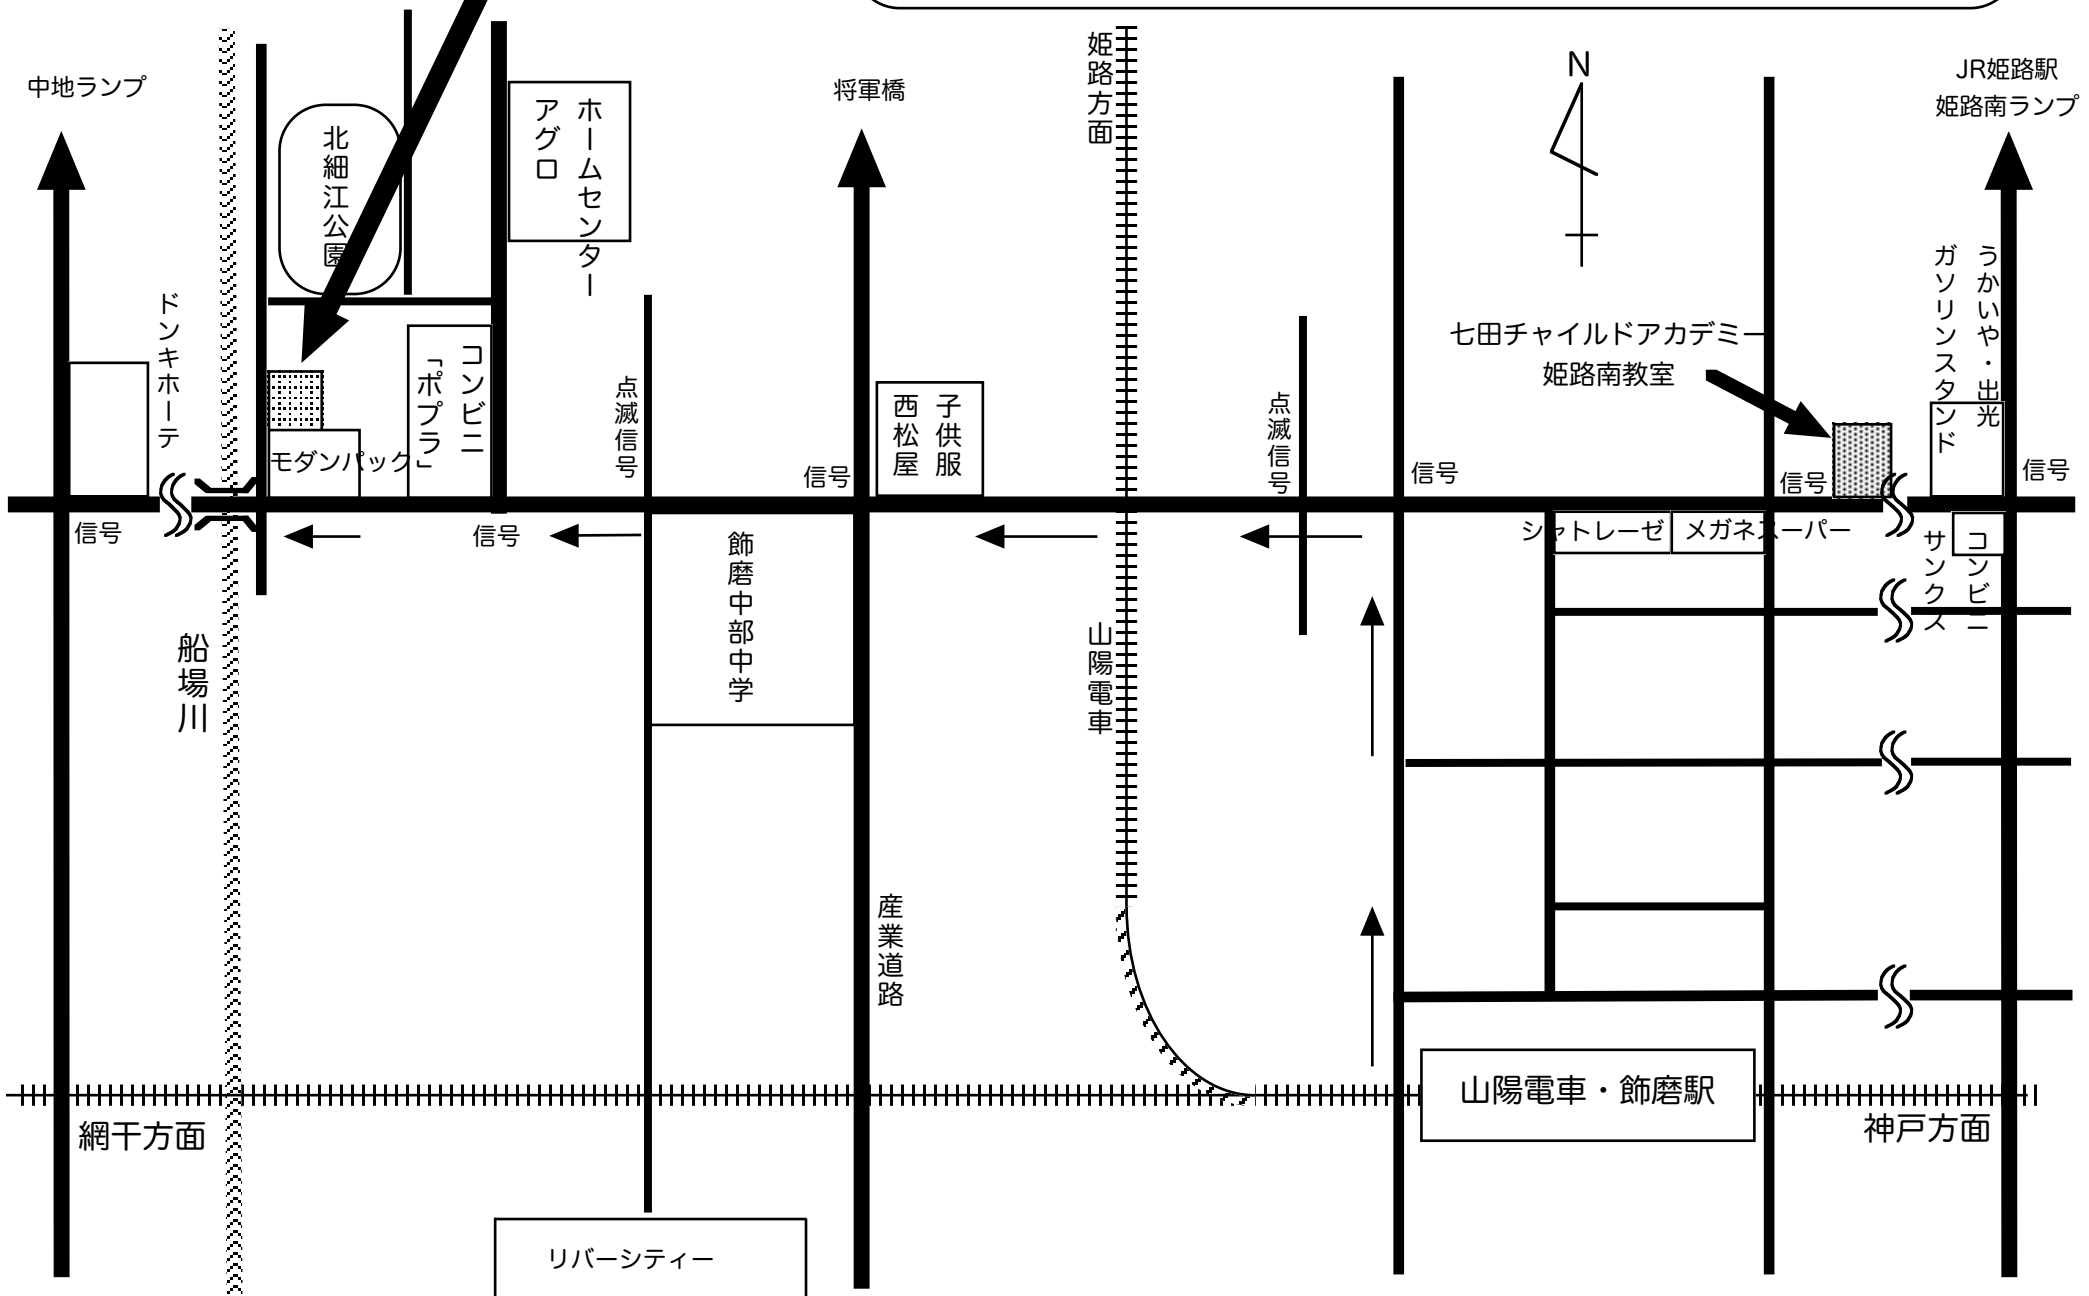 中地ランプ
北細江公園
ホームセンター
アグロ
将軍橋
姫路方面
N
JR姫路駅
姫路南ランプ
ドンキホーテ
コンビニ
「ポプラ」
モダンパック
点滅信号
信号
子供服
西松屋
点滅信号
信号
七田チャイルドアカデミー
姫路南教室
信号
うかいや・出光
ガソリンスタンド
信号
信号
信号
飾磨中部中学
シャトレーゼ
メガネスーパー
コンビニ
サンクス
船場川
山陽電車
産業道路
山陽電車・飾磨駅
網干方面
神戸方面
リバーシティー